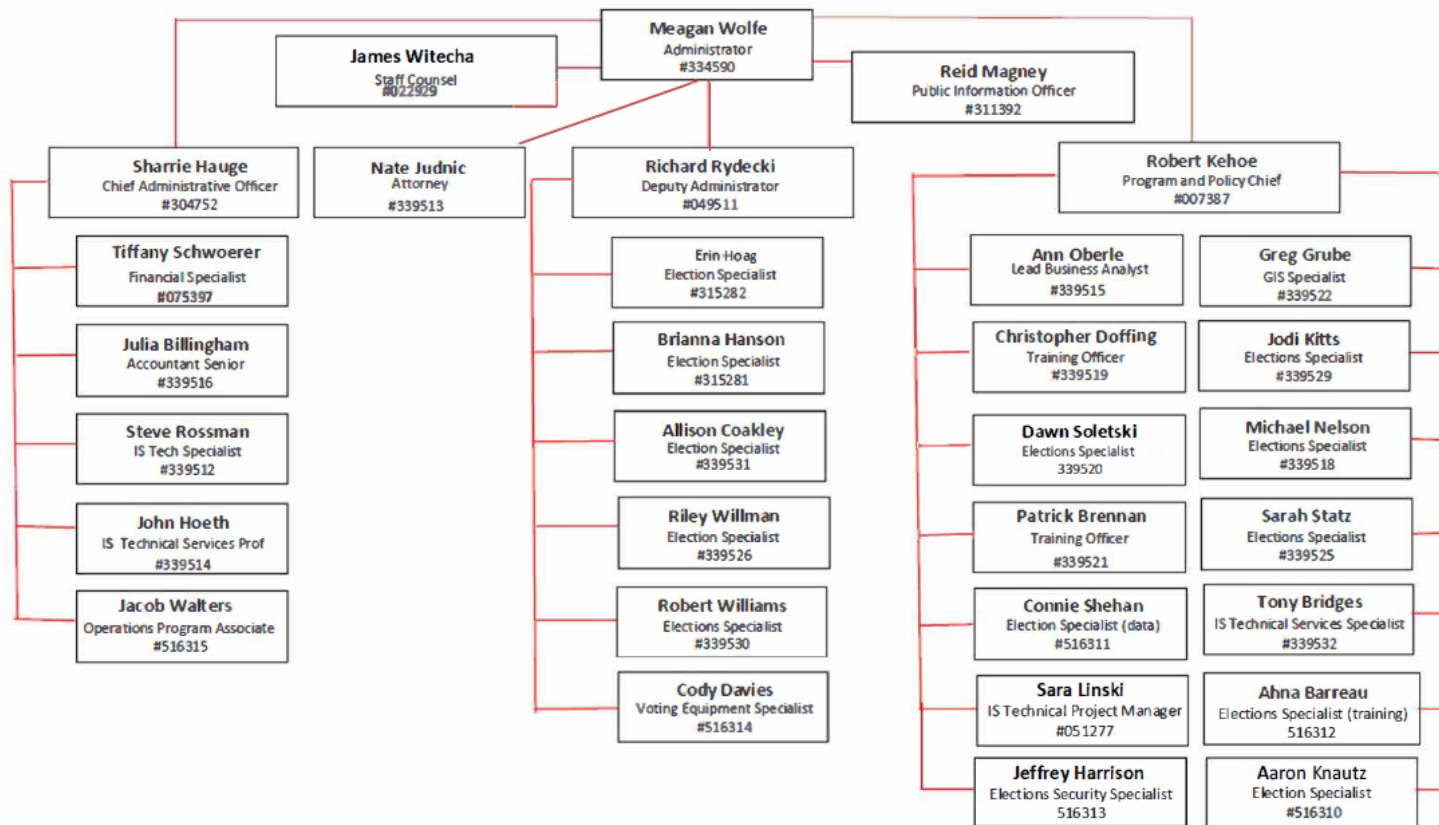 Meagan Wolfe
Administrator
#334590
James Witecha
Staff Counsel
#022929
Reid Magney
Public Information Officer
#311392
Sharrie Hauge
Chief Administrative Officer
#304752
Nate Judnic
Attorney
#339513
Richard Rydecki
Deputy Administrator
#049511
Robert Kehoe
Program and Policy Chief
#007387
Tiffany Schwoerer
Financial Specialist
#075397
Julia Billingham
Accountant Senior
#339516
Steve Rossman
IS Tech Specialist
#339512
John Hoeth
IS Technical Services Prof
#339514
Jacob Walters
Operations Program Associate
#516315
Erin Hoag
Election Specialist
#315282
Brianna Hanson
Election Specialist
#315281
Allison Coakley
Election Specialist
#339531
Riley Willman
Election Specialist
#339526
Robert Williams
Elections Specialist
#339530
Cody Davies
Voting Equipment Specialist
#516314
Ann Oberle
Lead Business Analyst
#339515
Christopher Doffing
Training Officer
#339519
Dawn Soletski
Elections Specialist
339520
Patrick Brennan
Training Officer
#339521
Connie Shehan
Election Specialist (data)
#516311
Sara Linski
IS Technical Project Manager
#051277
Jeffrey Harrison
Elections Security Specialist
516313
Greg Grube
GIS Specialist
#339522
Jodi Kitts
Elections Specialist
#339529
Michael Nelson
Elections Specialist
#339518
Sarah Statz
Elections Specialist
#339525
Tony Bridges
IS Technical Services Specialist
#339532
Ahna Barreau
Elections Specialist (training)
516312
Aaron Knautz
Election Specialist
#516310